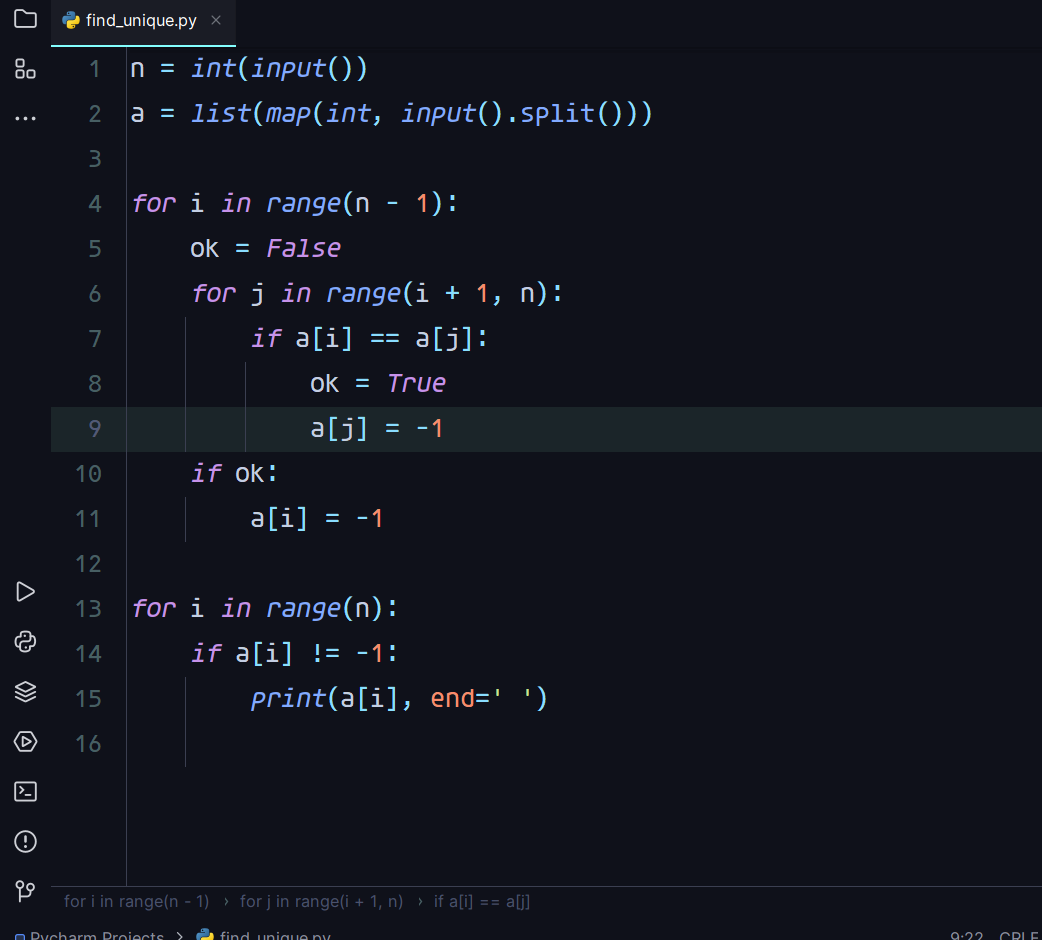 find_unique.py
1 n = int(input())
2 a = list(map(int, input().split()))
3
4 for i in range(n - 1):
5     ok = False
6     for j in range(i + 1, n):
7         if a[i] == a[j]:
8             ok = True
9             a[j] = -1
10     if ok:
11         a[i] = -1
12
13 for i in range(n):
14     if a[i] != -1:
15         print(a[i], end=' ')
16
for i in range(n - 1) › for j in range(i + 1, n) › if a[i] == a[j]
Pycharm Projects > find_unique.py 9:22 CRLF